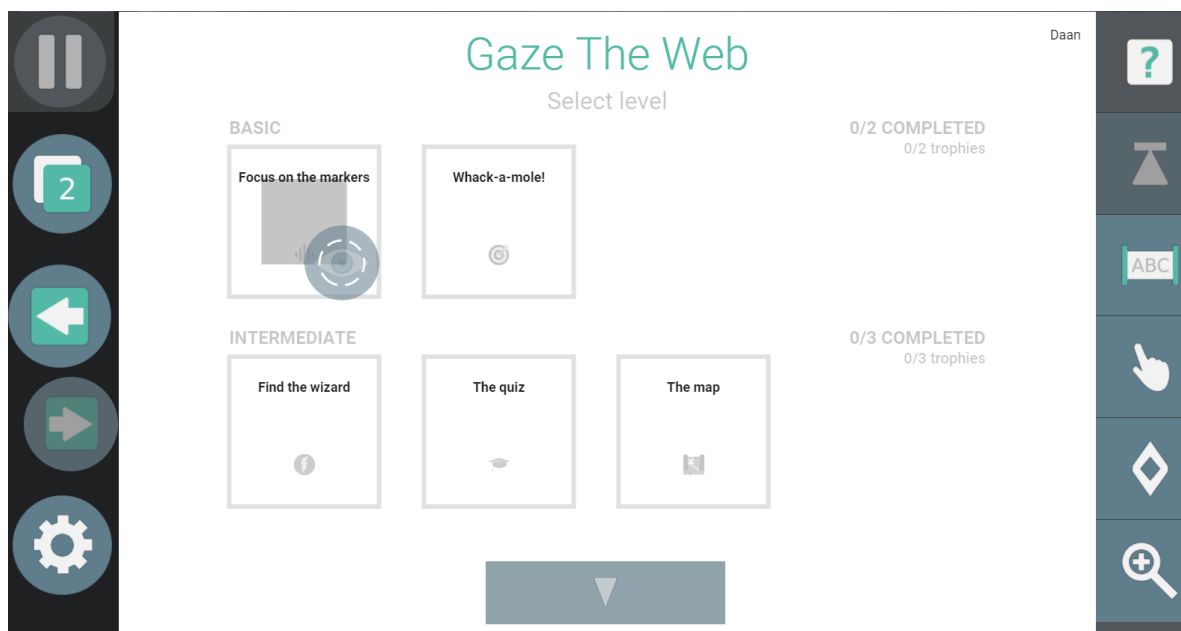 Gaze The Web
Daan
Select level
BASIC
0/2 COMPLETED
0/2 trophies
Focus on the markers
Whack-a-mole!
2
?
ABC
INTERMEDIATE
0/3 COMPLETED
0/3 trophies
Find the wizard
The quiz
The map